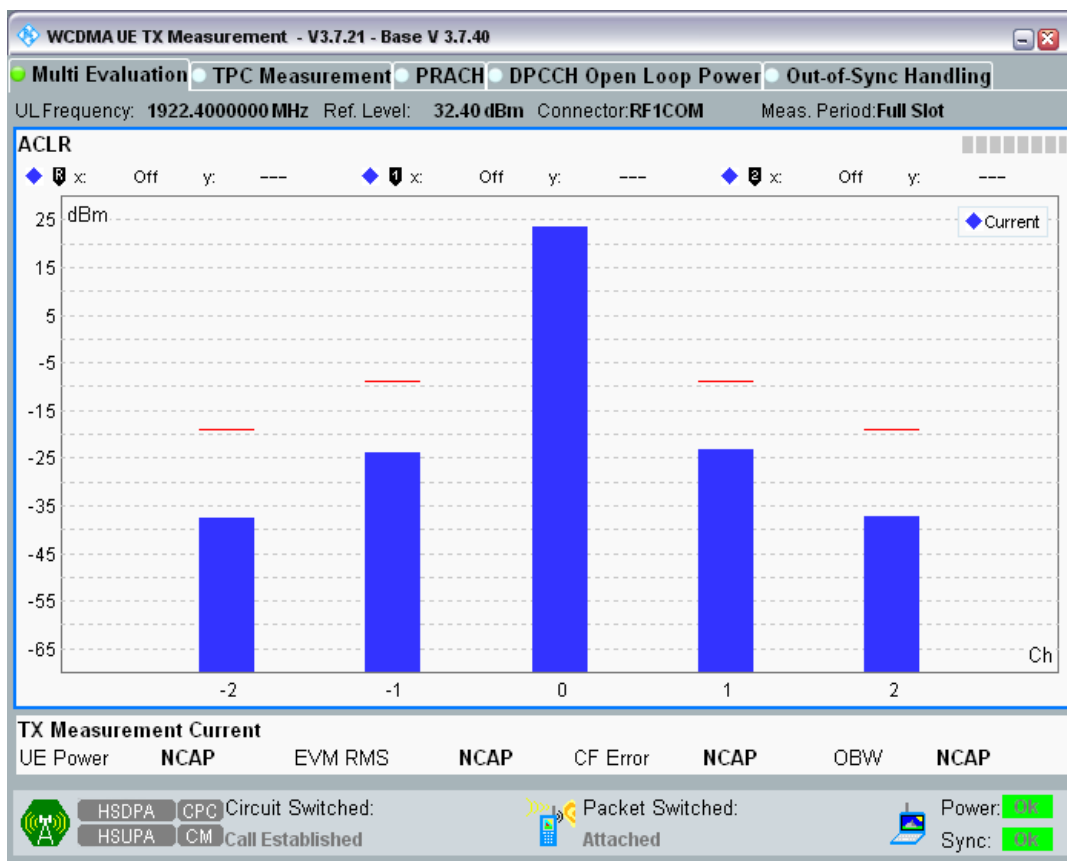 WCDMA UE TX Measurement - V3.7.21 - Base V 3.7.40
Multi Evaluation TPC Measurement PRACH DPCCH Open Loop Power Out-of-Sync Handling
UL Frequency: 1922.4000000 MHz Ref. Level: 32.40 dBm Connector:RF1COM Meas. Period:Full Slot
ACLR
R x: Off y: --- 1 x: Off y: --- 2 x: Off y: ---
dBm
Current
25
15
5
-5
-15
-25
-35
-45
-55
-65
Ch
-2 -1 0 1 2
TX Measurement Current
UE Power NCAP EVM RMS NCAP CF Error NCAP OBW NCAP
HSDPA CPC Circuit Switched: Packet Switched: Power: Ok
HSUPA CM Call Established Attached Sync: Ok